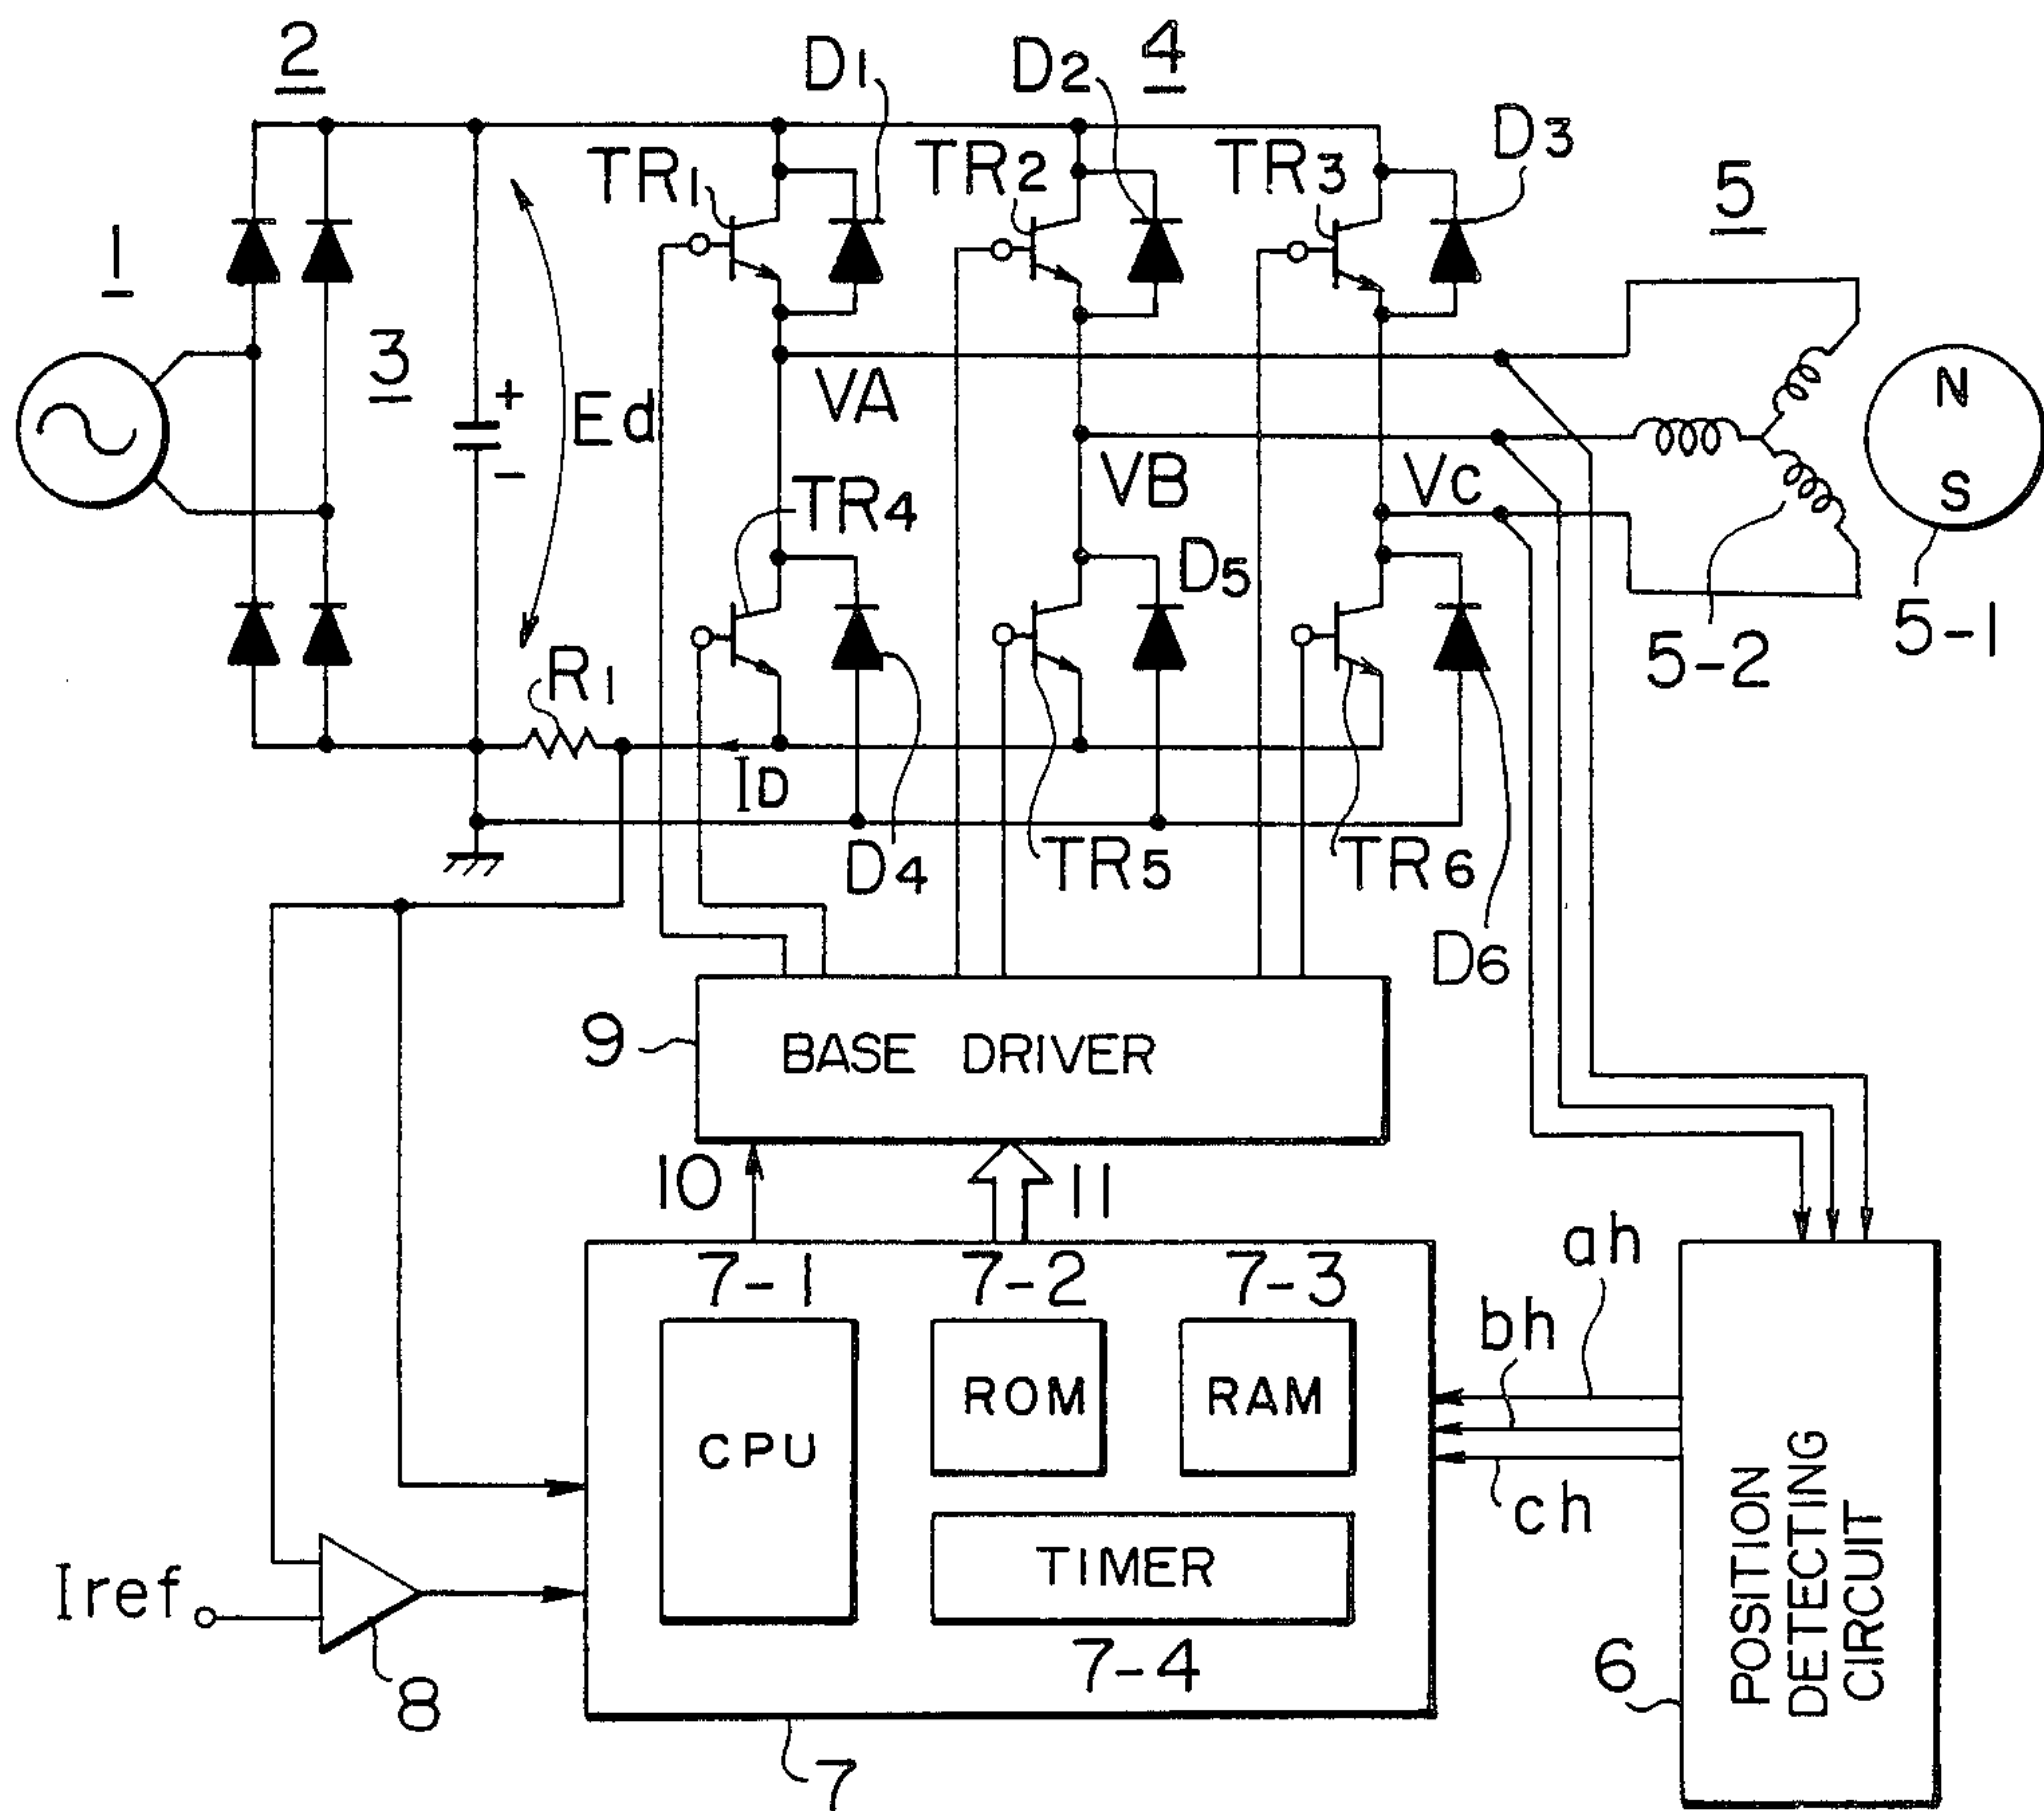 2
D1
D2
4
D3
TR1
TR2
TR3
5
1
3
+
-
Ed
VA
VB
Vc
N
S
TR4
D5
5-1
5-2
R1
ID
D4
TR5
TR6
D6
9
BASE DRIVER
10
11
7-1
7-2
7-3
ah
bh
ch
CPU
ROM
RAM
TIMER
7-4
Iref
8
7
6
POSITION
DETECTING
CIRCUIT